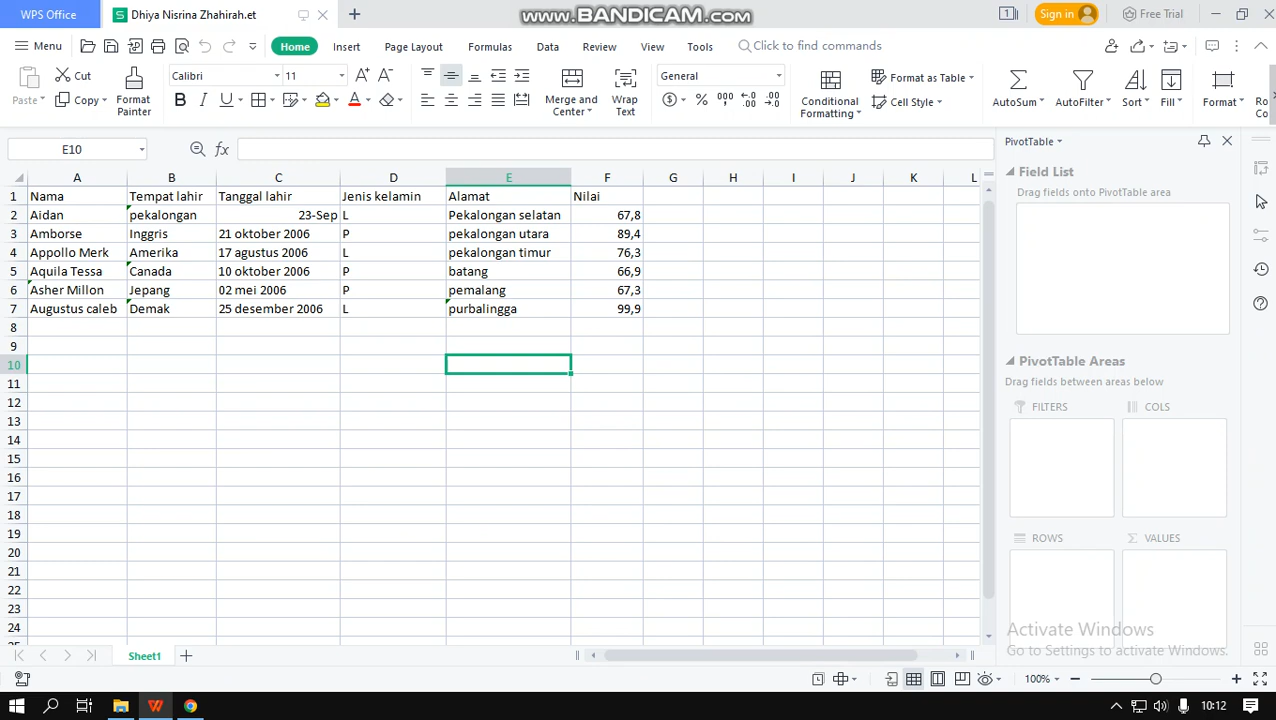 WPS Office
Dhiya Nisrina Zhahirah.et
www.BANDICAM.com
1
Sign in
Free Trial
Menu
Home
Insert
Page Layout
Formulas
Data
Review
View
Tools
Click to find commands
Paste
Cut
Copy
Format Painter
Calibri
11
B I U A
Merge and Center
Wrap Text
General
Conditional Formatting
Format as Table
Cell Style
AutoSum
AutoFilter
Sort
Fill
Format
Ro
Co
E10
fx
PivotTable
A B C D E F G H I J K L
1 Nama Tempat lahir Tanggal lahir Jenis kelamin Alamat Nilai
2 Aidan pekalongan 23-Sep L Pekalongan selatan 67,8
3 Amborse Inggris 21 oktober 2006 P pekalongan utara 89,4
4 Appollo Merk Amerika 17 agustus 2006 L pekalongan timur 76,3
5 Aquila Tessa Canada 10 oktober 2006 P batang 66,9
6 Asher Millon Jepang 02 mei 2006 P pemalang 67,3
7 Augustus caleb Demak 25 desember 2006 L purbalingga 99,9
8
9
10
11
12
13
14
15
16
17
18
19
20
21
22
23
24
Field List
Drag fields onto PivotTable area
PivotTable Areas
Drag fields between areas below
FILTERS
COLS
ROWS
VALUES
Activate Windows
Go to Settings to activate Windows.
Sheet1
100%
10:12